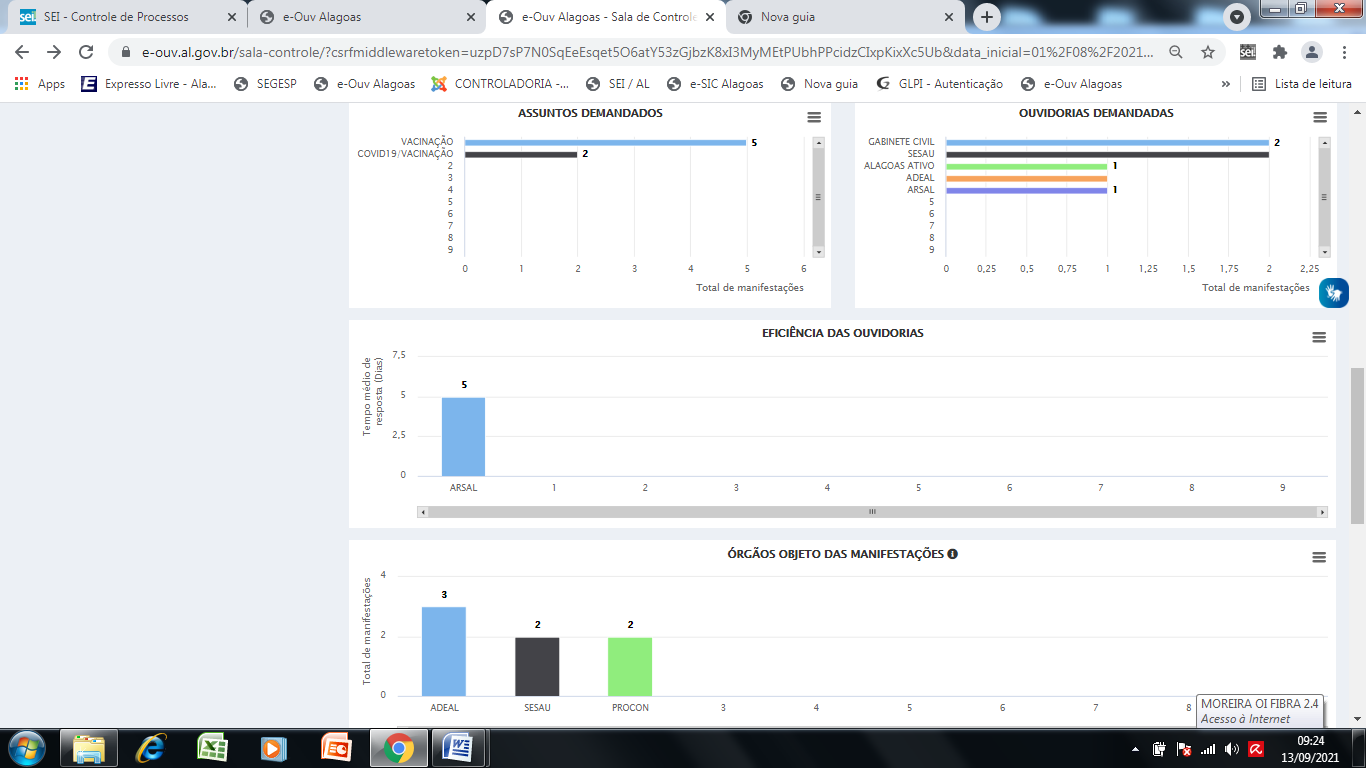 SEI - Controle de Processos
e-Ouv Alagoas
e-Ouv Alagoas - Sala de Controle
Nova guia
e-ouv.al.gov.br/sala-controle/?csrfmiddlewaretoken=uzpD7sP7N0SqEeEsqet5O6atY53zGjbzK8xI3MyMEtPUbhPPcidzCIxpKixXc5Ub&data_inicial=01%2F08%2F2021...
Apps
Expresso Livre - Ala...
SEGESP
e-Ouv Alagoas
CONTROLADORIA -...
SEI / AL
e-SIC Alagoas
Nova guia
GLPI - Autenticação
e-Ouv Alagoas
»
Lista de leitura
ASSUNTOS DEMANDADOS
VACINAÇÃO 5
COVID19/VACINAÇÃO 2
2
3
4
5
6
7
8
9
0 1 2 3 4 5 6
Total de manifestações
OUVIDORIAS DEMANDADAS
GABINETE CIVIL 2
SESAU
ALAGOAS ATIVO 1
ADEAL
ARSAL 1
5
6
7
8
9
0 0,25 0,5 0,75 1 1,25 1,5 1,75 2 2,25
Total de manifestações
EFICIÊNCIA DAS OUVIDORIAS
Tempo médio de
resposta (Dias)
7,5
5
2,5
0
5
ARSAL 1 2 3 4 5 6 7 8 9
ÓRGÃOS OBJETO DAS MANIFESTAÇÕES
Total de manifestações
4
2
0
3 2 2
ADEAL SESAU PROCON 3 4 5 6 7 8
MOREIRA OI FIBRA 2.4
Acesso à Internet
09:24
13/09/2021